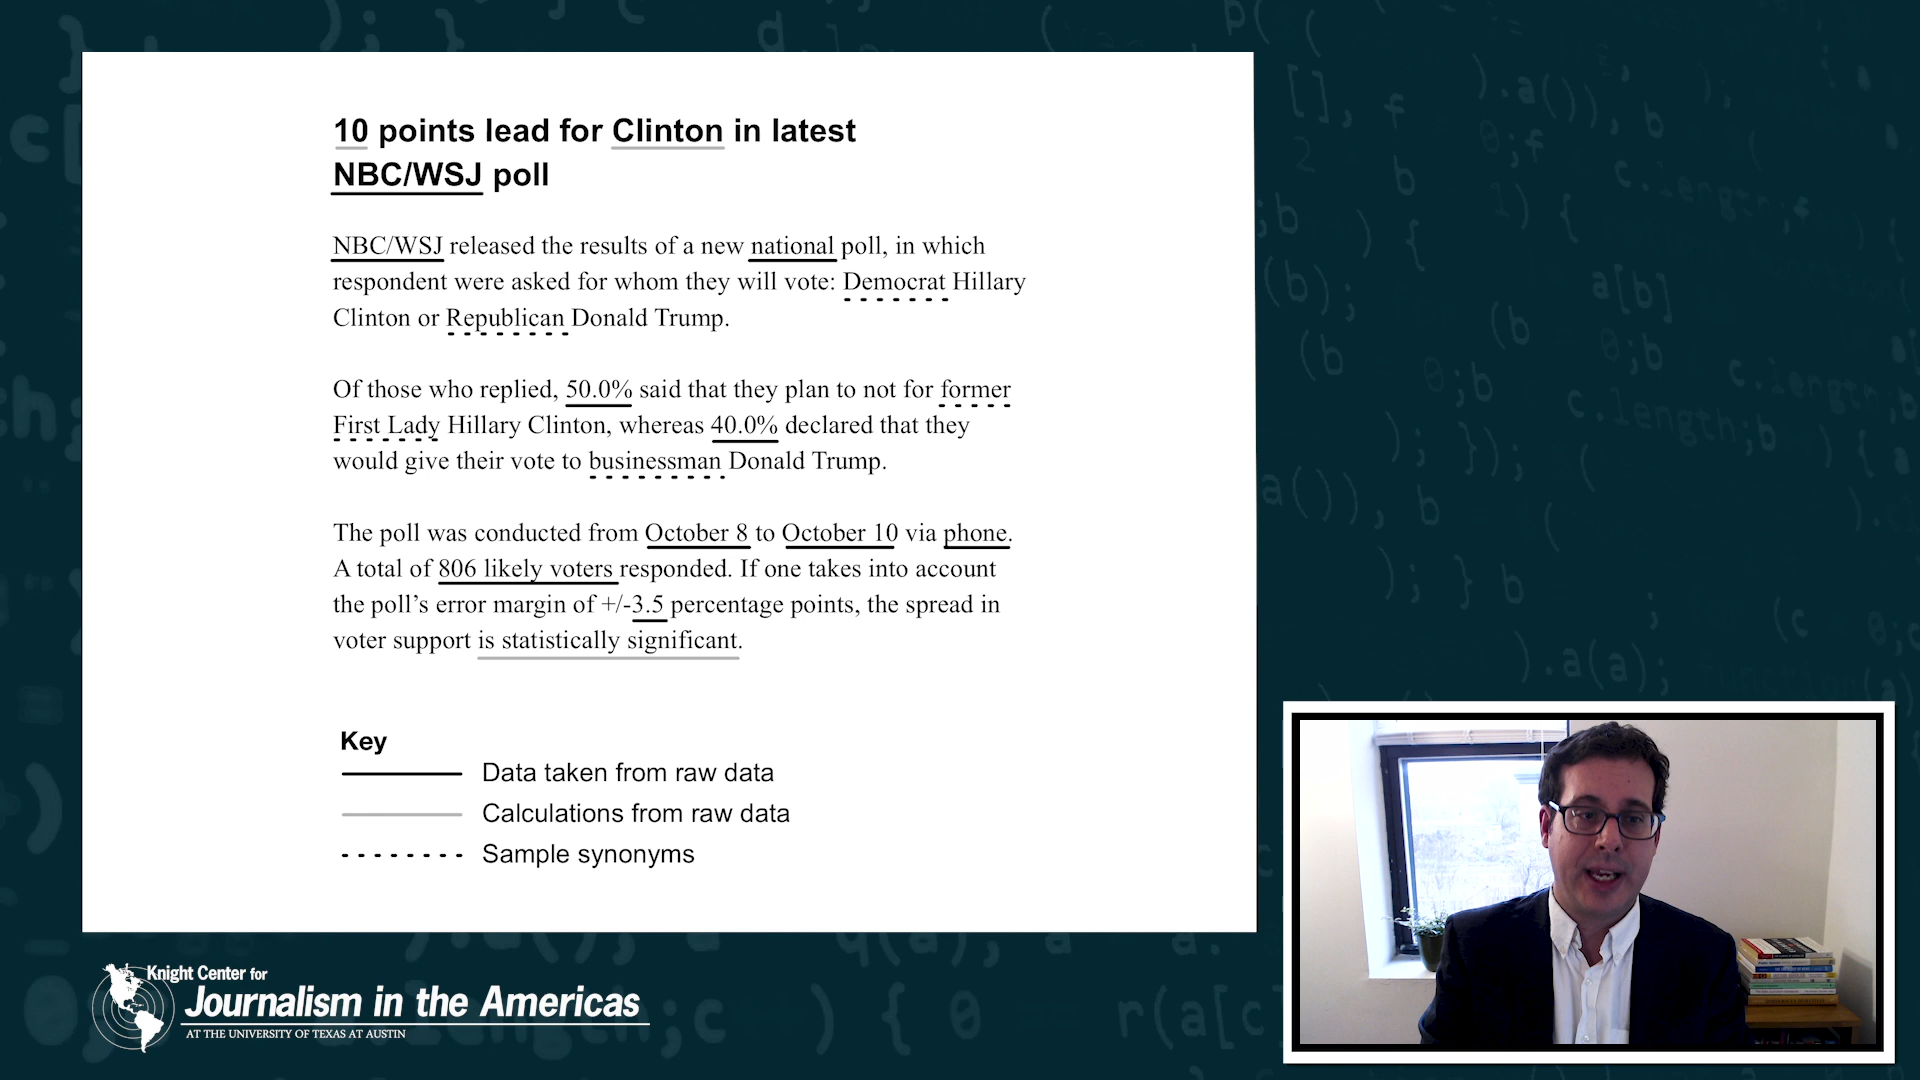 10 points lead for Clinton in latest
NBC/WSJ poll
NBC/WSJ released the results of a new national poll, in which
respondent were asked for whom they will vote: Democrat Hillary
Clinton or Republican Donald Trump.
Of those who replied, 50.0% said that they plan to not for former
First Lady Hillary Clinton, whereas 40.0% declared that they
would give their vote to businessman Donald Trump.
The poll was conducted from October 8 to October 10 via phone.
A total of 806 likely voters responded. If one takes into account
the poll’s error margin of +/-3.5 percentage points, the spread in
voter support is statistically significant.
Key
Data taken from raw data
Calculations from raw data
Sample synonyms
Knight Center for
Journalism in the Americas
AT THE UNIVERSITY OF TEXAS AT AUSTIN